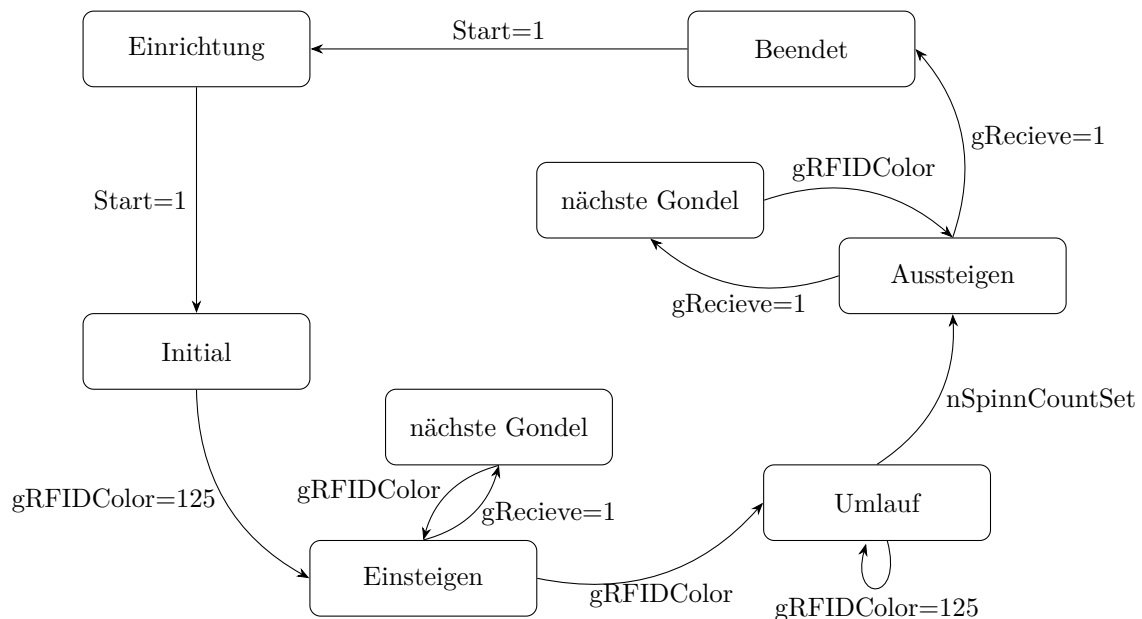 Einrichtung
Start=1
Beendet
gRecieve=1
nächste Gondel
gRFIDColor
Start=1
Aussteigen
gRecieve=1
Initial
nSpinnCountSet
nächste Gondel
gRFIDColor
gRecieve=1
gRFIDColor=125
Umlauf
Einsteigen
gRFIDColor
gRFIDColor=125